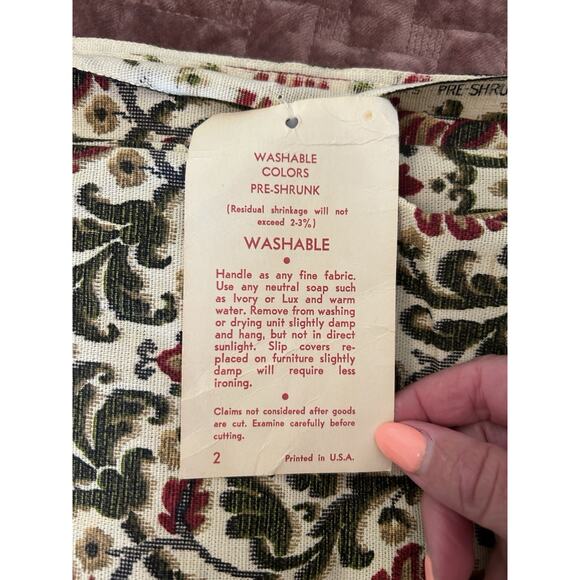 PRE-SHRU
WASHABLE
COLORS
PRE-SHRUNK
(Residual shrinkage will not
exceed 2-3%)
WASHABLE
Handle as any fine fabric.
Use any neutral soap such
as Ivory or Lux and warm
water. Remove from washing
or drying unit slightly damp
and hang, but not in direct
sunlight. Slip covers re-
placed on furniture slightly
damp will require less
ironing.
Claims not considered after goods
are cut. Examine carefully before
cutting.
2 Printed in U.S.A.